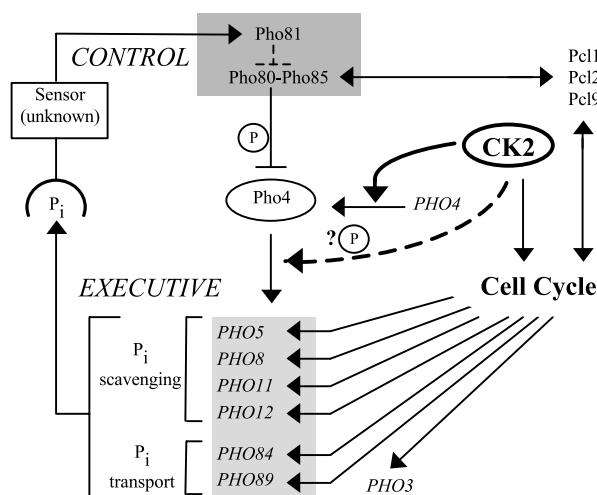 CONTROL
Pho81
Pho80-Pho85
Pcl1
Pcl2
Pcl9
Sensor
(unknown)
P
CK2
Pi
Pho4
PHO4
? P
EXECUTIVE
Cell Cycle
Pi
scavenging
PHO5
PHO8
PHO11
PHO12
Pi
transport
PHO84
PHO89
PHO3